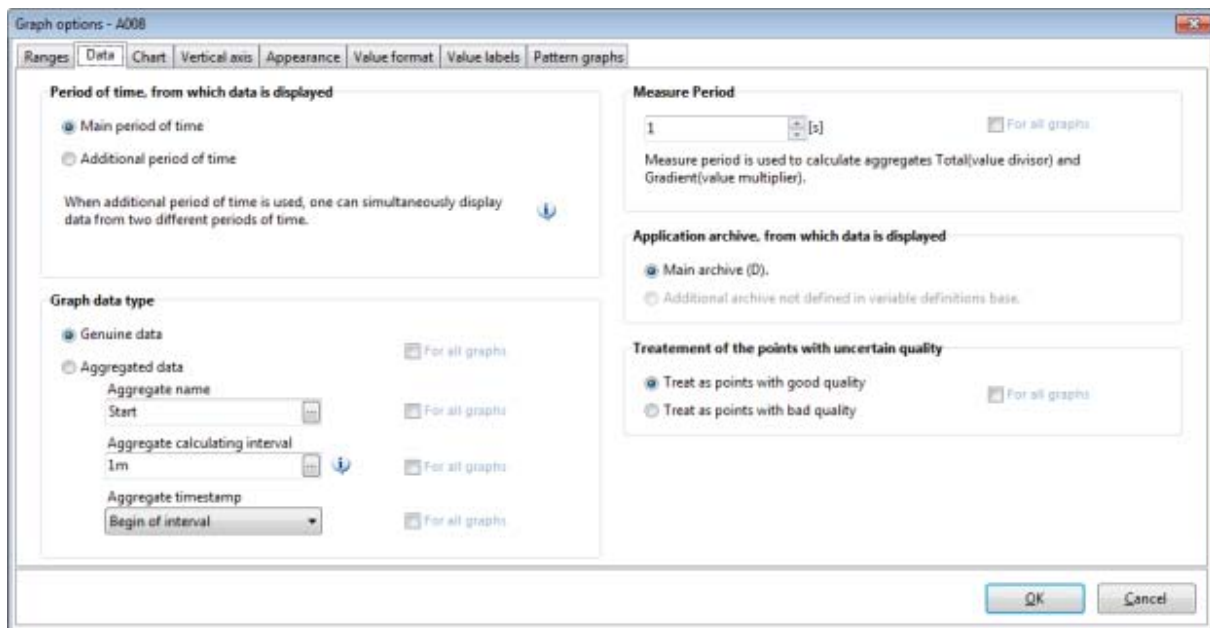 Graph options - A008
Ranges Data Chart Vertical axis Appearance Value format Value labels Pattern graphs
Period of time, from which data is displayed
Main period of time
Additional period of time
When additional period of time is used, one can simultaneously display
data from two different periods of time.
Graph data type
Genuine data
For all graphs
Aggregated data
Aggregate name
Start ...
For all graphs
Aggregate calculating interval
1m ...
For all graphs
Aggregate timestamp
Begin of interval
For all graphs
Measure Period
1 [s]
For all graphs
Measure period is used to calculate aggregates Total(value divisor) and
Gradient(value multiplier).
Application archive, from which data is displayed
Main archive (D).
Additional archive not defined in variable definitions base.
Treatement of the points with uncertain quality
Treat as points with good quality
For all graphs
Treat as points with bad quality
OK Cancel